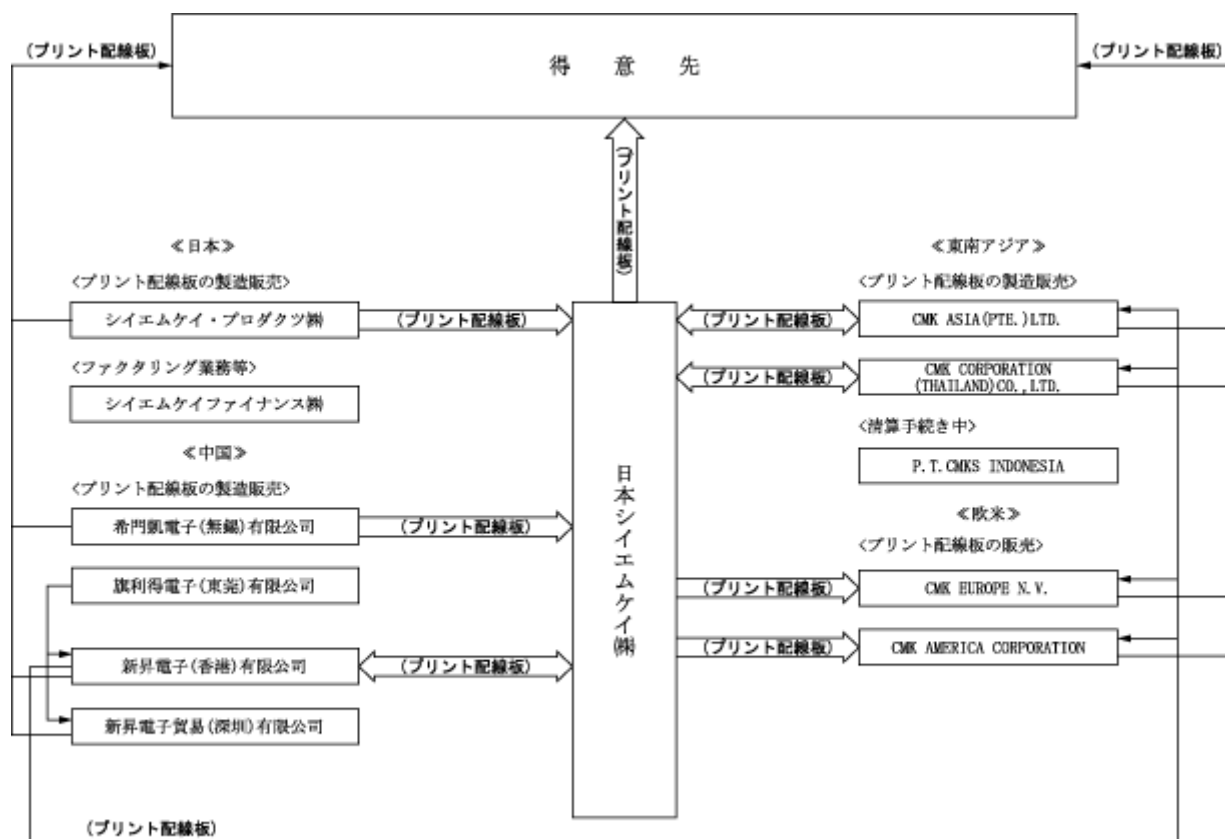 (プリント配線板)
得意先
(プリント配線板)
(プリント配線板)
≪日本≫
<プリント配線板の製造販売>
シイエムケイ・プロダクツ㈱
(プリント配線板)
<ファクタリング業務等>
シイエムケイファイナンス㈱
≪中国≫
<プリント配線板の製造販売>
希門凱電子(無錫)有限公司
(プリント配線板)
旗利得電子(東莞)有限公司
新昇電子(香港)有限公司
(プリント配線板)
新昇電子貿易(深圳)有限公司
(プリント配線板)
日本シイエムケイ㈱
≪東南アジア≫
<プリント配線板の製造販売>
(プリント配線板)
CMK ASIA(PTE.)LTD.
(プリント配線板)
CMK CORPORATION
(THAILAND)CO.,LTD.
<清算手続き中>
P.T.CMKS INDONESIA
≪欧米≫
<プリント配線板の販売>
(プリント配線板)
CMK EUROPE N.V.
(プリント配線板)
CMK AMERICA CORPORATION